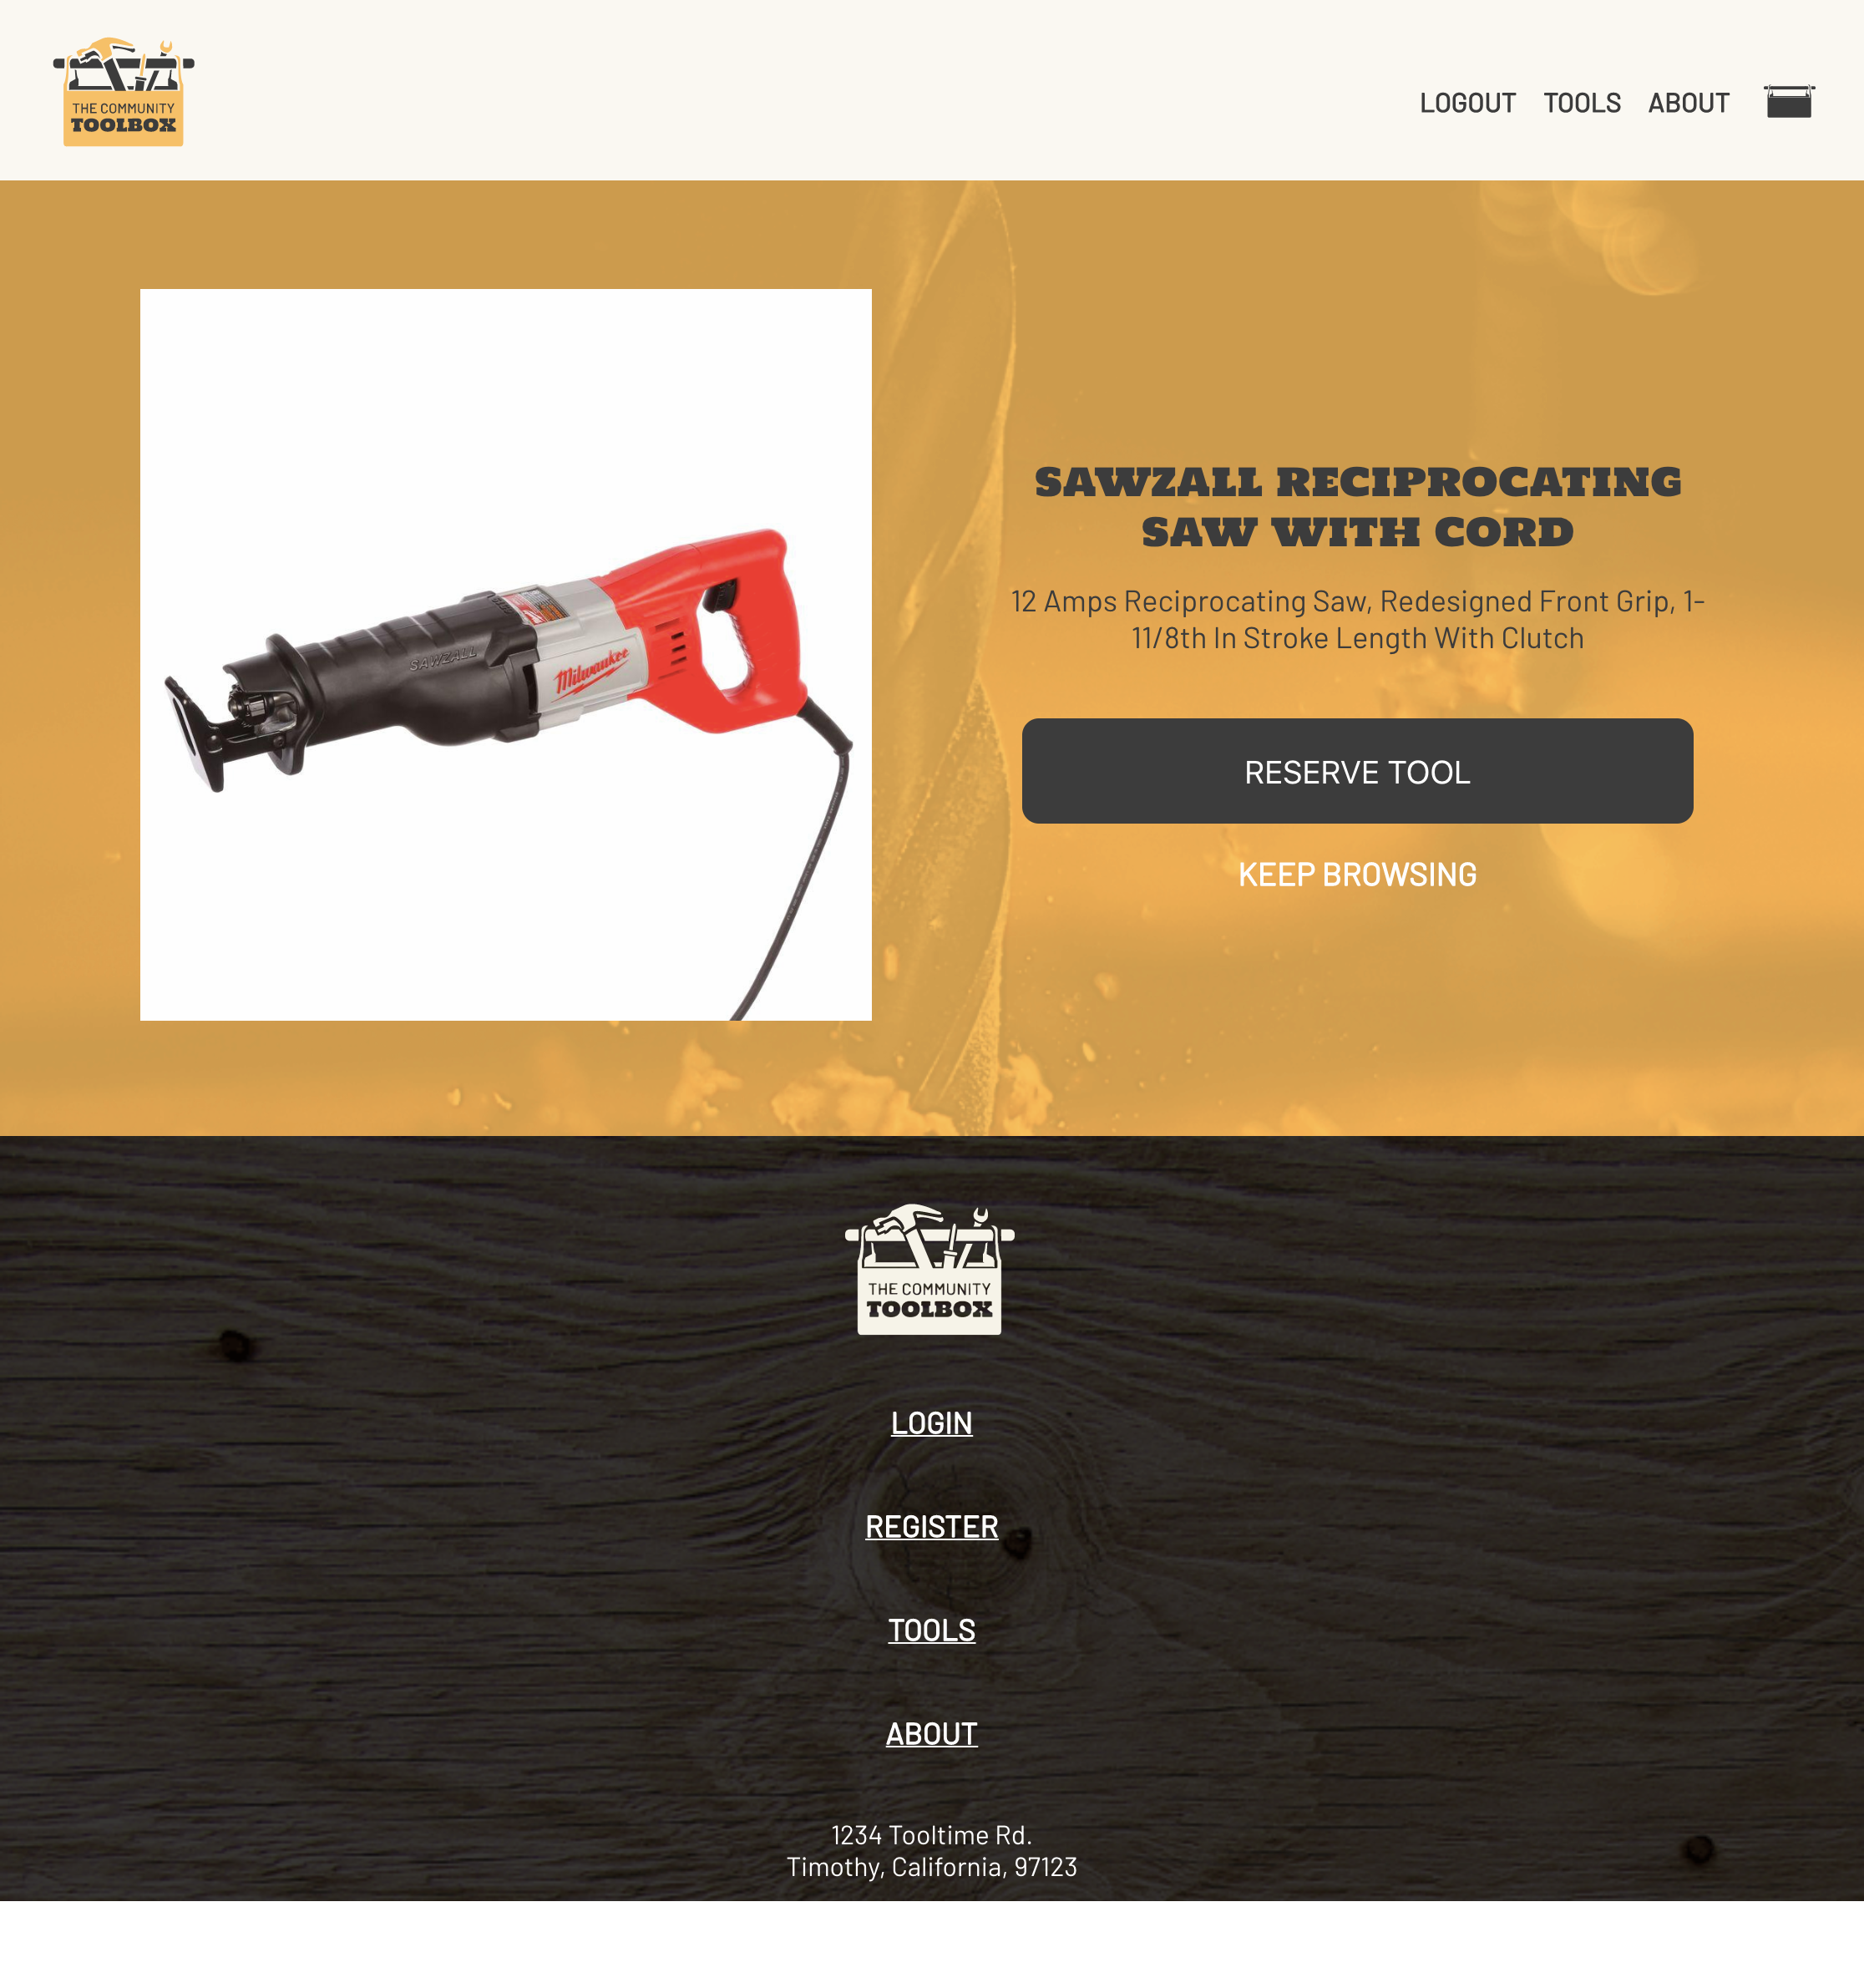 THE COMMUNITY
TOOLBOX
LOGOUT TOOLS ABOUT
SAWZALL
Milwaukee
SAWZALL RECIPROCATING
SAW WITH CORD
12 Amps Reciprocating Saw, Redesigned Front Grip, 1-
11/8th In Stroke Length With Clutch
RESERVE TOOL
KEEP BROWSING
THE COMMUNITY
TOOLBOX
LOGIN
REGISTER
TOOLS
ABOUT
1234 Tooltime Rd.
Timothy, California, 97123